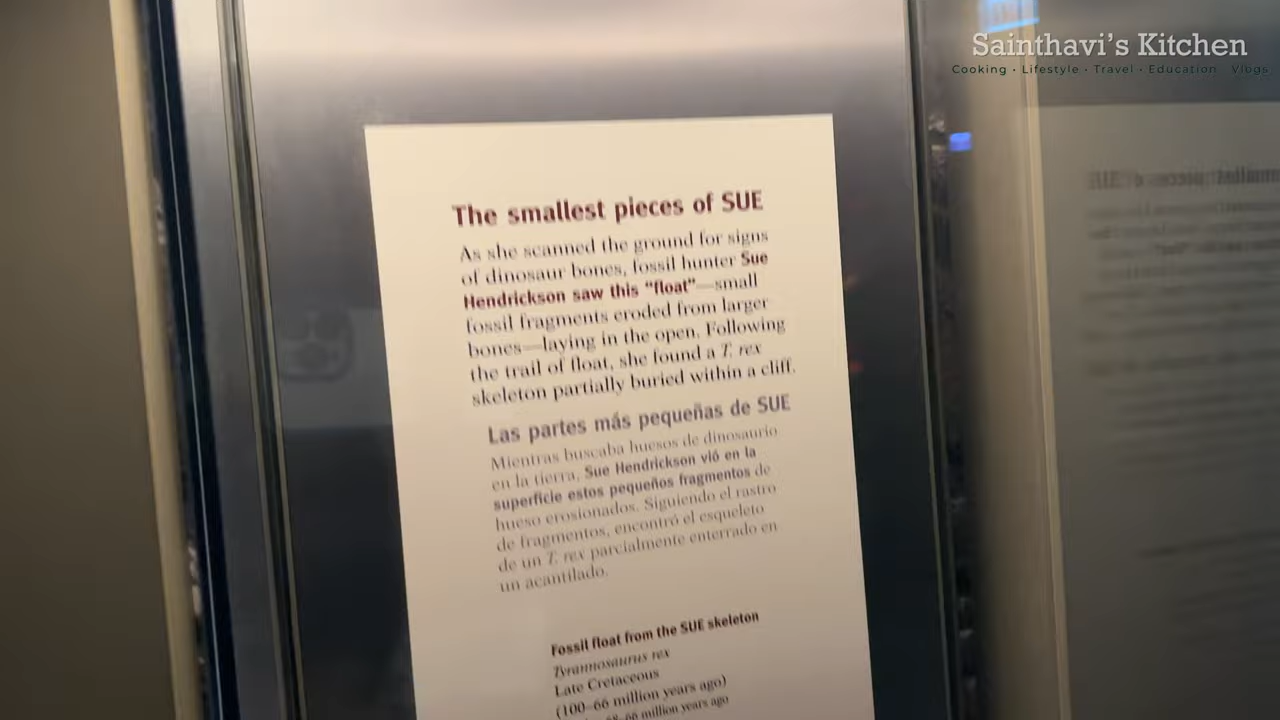 Sainthavi's Kitchen
Cooking • Lifestyle • Travel • Education Vlogs
The smallest pieces of SUE
As she scanned the ground for signs
of dinosaur bones, fossil hunter Sue
Hendrickson saw this "float"—small
fossil fragments eroded from larger
bones—laying in the open. Following
the trail of float, she found a T. rex
skeleton partially buried within a cliff.
Las partes más pequeñas de SUE
Mientras buscaba huesos de dinosaurio
en la tierra, Sue Hendrickson vió en la
superficie estos pequeños fragmentos de
hueso erosionados. Siguiendo el rastro
de fragmentos, encontró el esqueleto
de un T. rex parcialmente enterrado en
un acantilado.
Fossil float from the SUE skeleton
Tyrannosaurus rex
Late Cretaceous
(100–66 million years ago)
68–66 million years ago